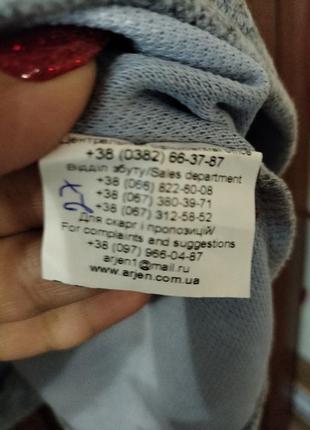 +38 (0382) 66-37-87
Відділ збуту/Sales department
+38 (066) 822-60-08
+38 (067) 380-39-71
+38 (067) 312-58-52
Для скарг і пропозицій/
For complaints and suggestions
+38 (097) 966-04-87
arjen1@mail.ru
www.arjen.com.ua